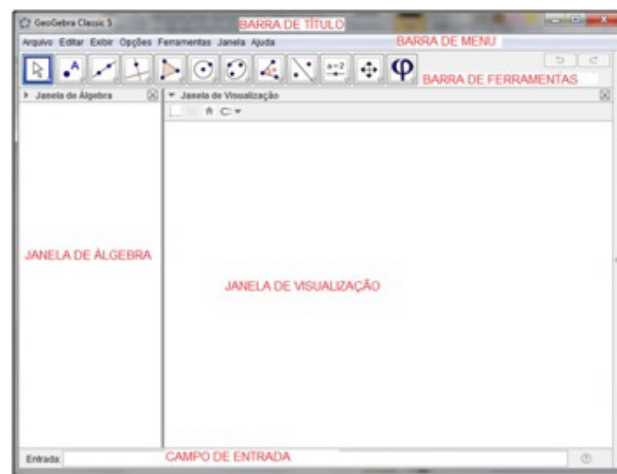 GeoGebra Classic 5
BARRA DE TÍTULO
Arquivo Editar Exibir Opções Ferramentas Janela Ajuda
BARRA DE MENU
A
a=2
φ
BARRA DE FERRAMENTAS
Janela de Álgebra
Janela de Visualização
JANELA DE ÁLGEBRA
JANELA DE VISUALIZAÇÃO
Entrada:
CAMPO DE ENTRADA